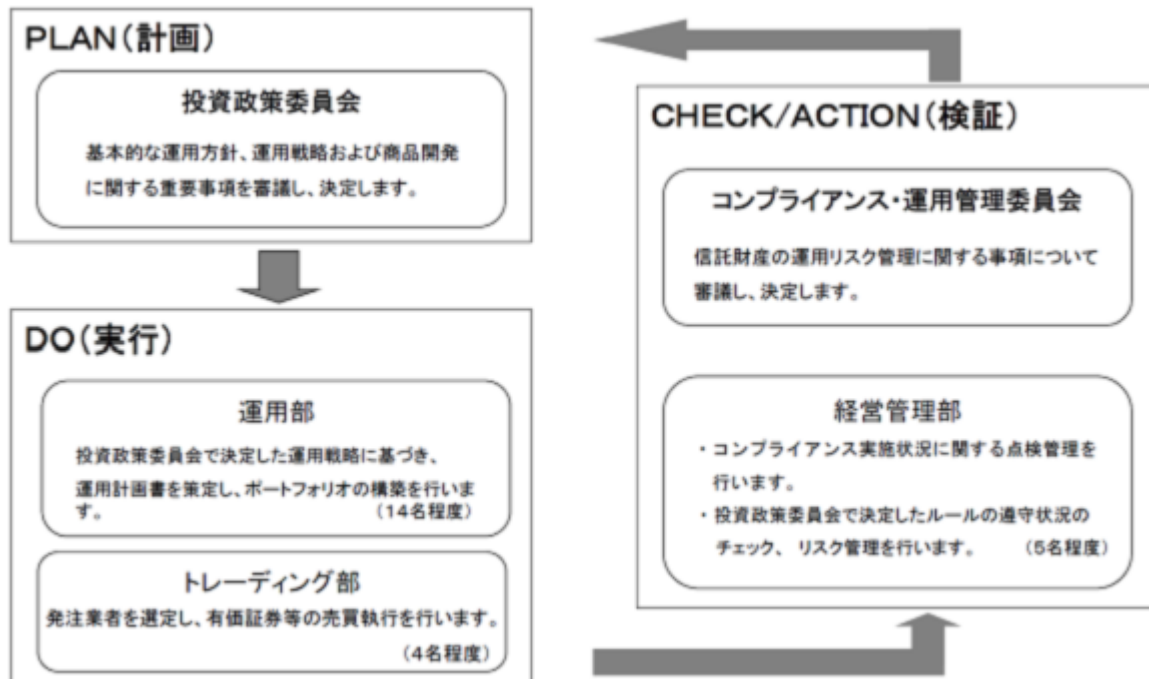 PLAN(計画)
投資政策委員会
基本的な運用方針、運用戦略および商品開発
に関する重要事項を審議し、決定します。
DO(実行)
運用部
投資政策委員会で決定した運用戦略に基づき、
運用計画書を策定し、ポートフォリオの構築を行いま
す。 (14名程度)
トレーディング部
発注業者を選定し、有価証券等の売買執行を行います。
(4名程度)
CHECK/ACTION(検証)
コンプライアンス・運用管理委員会
信託財産の運用リスク管理に関する事項について
審議し、決定します。
経営管理部
・コンプライアンス実施状況に関する点検管理を
行います。
・投資政策委員会で決定したルールの遵守状況の
チェック、 リスク管理を行います。 (5名程度)